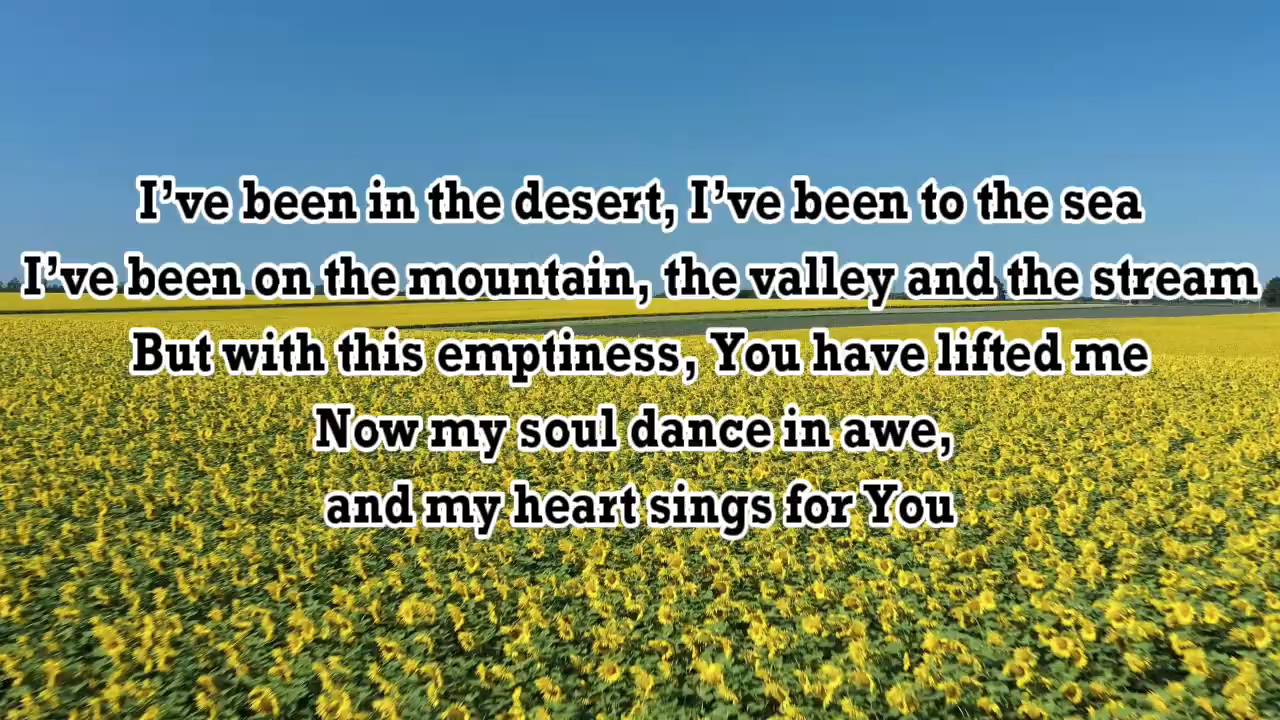 I’ve been in the desert, I’ve been to the sea
I’ve been on the mountain, the valley and the stream
But with this emptiness, You have lifted me
Now my soul dance in awe,
and my heart sings for You